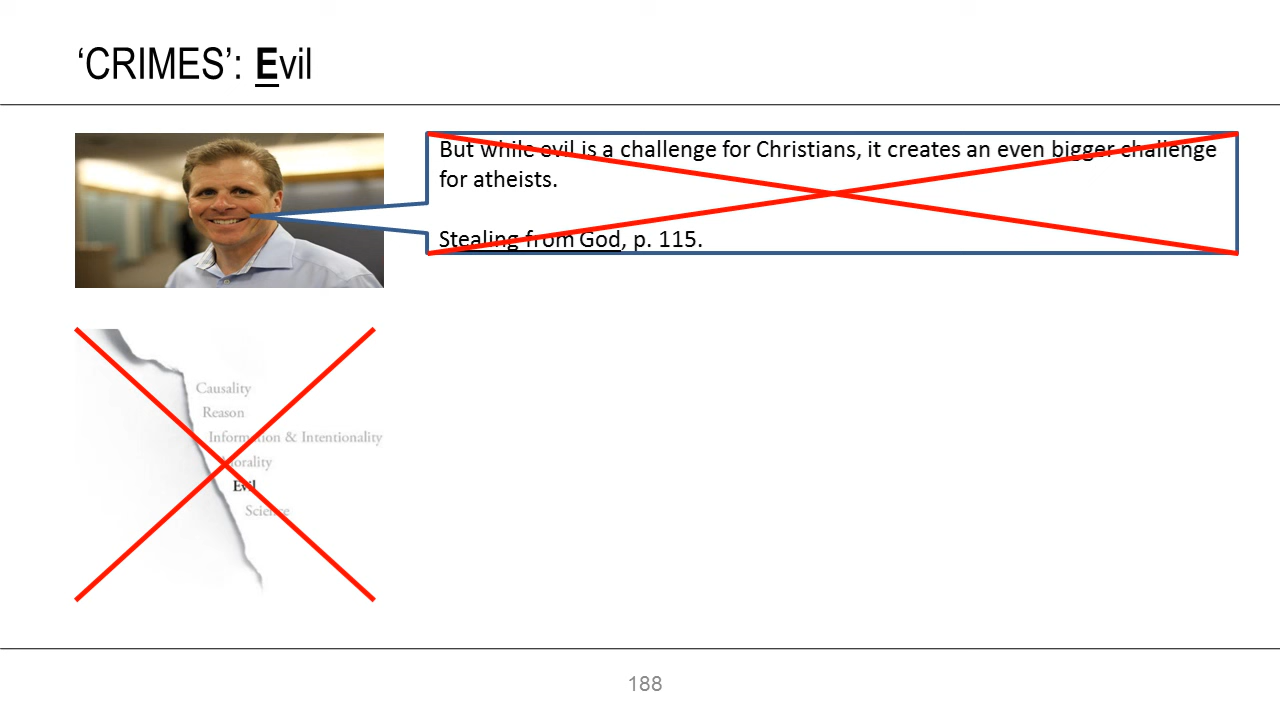 ‘CRIMES’: Evil
But while evil is a challenge for Christians, it creates an even bigger challenge
for atheists.
Stealing from God, p. 115.
Causality
Reason
Information & Intentionality
Morality
Evil
Science
188